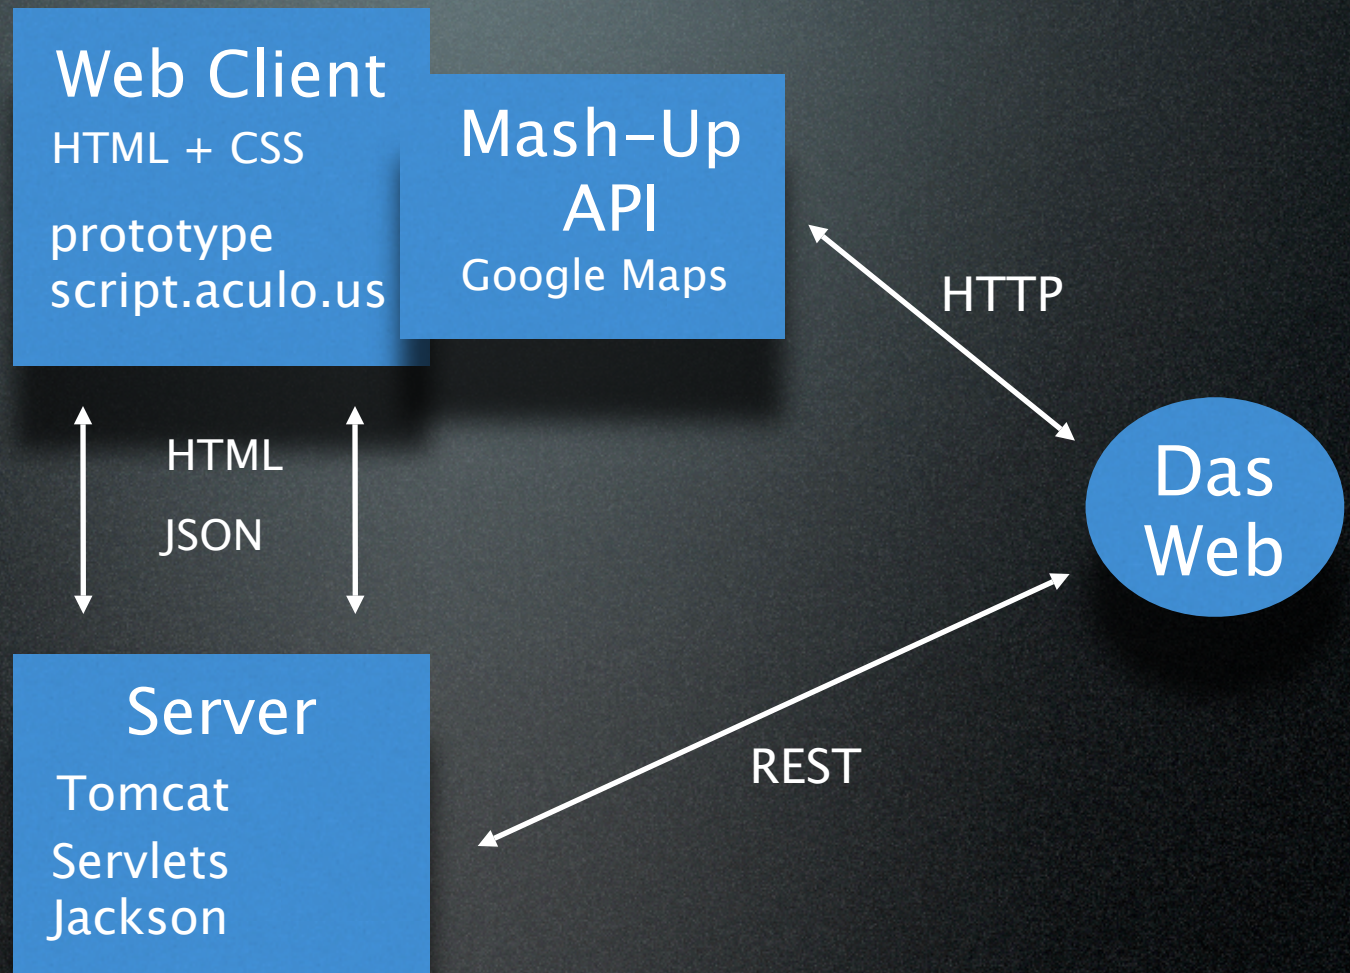 Web Client
HTML + CSS
prototype
script.aculo.us
Mash-Up
API
Google Maps
HTTP
HTML
JSON
Das
Web
Server
Tomcat
Servlets
Jackson
REST